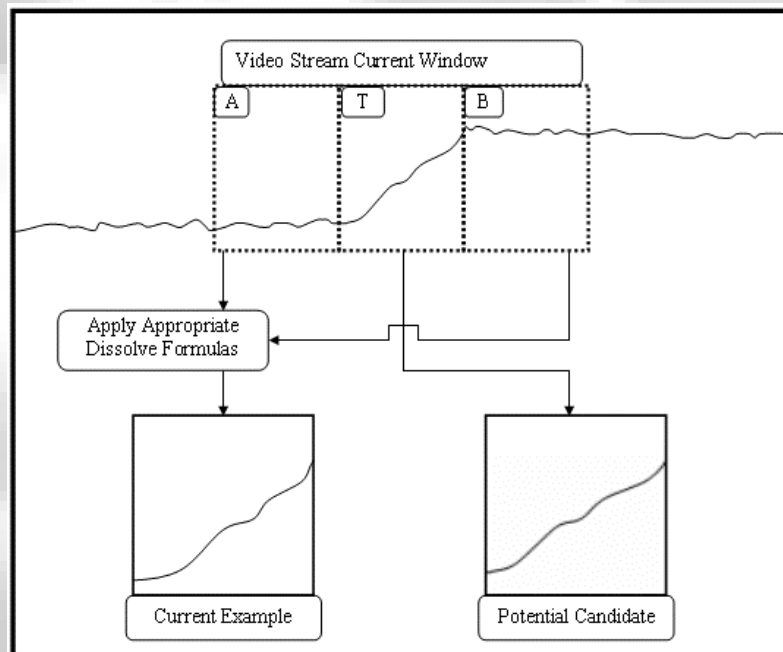 Video Stream Current Window
A
T
B
Apply Appropriate
Dissolve Formulas
Current Example
Potential Candidate